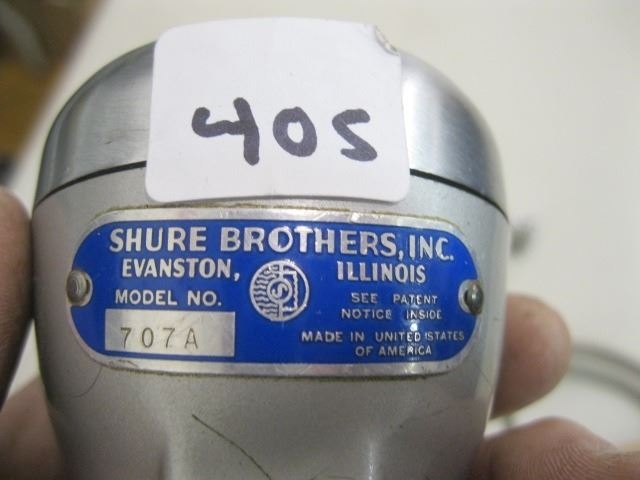 405
SHURE BROTHERS, INC.
EVANSTON, ILLINOIS
MODEL NO.
707A
SEE PATENT
NOTICE INSIDE
MADE IN UNITED STATES
OF AMERICA